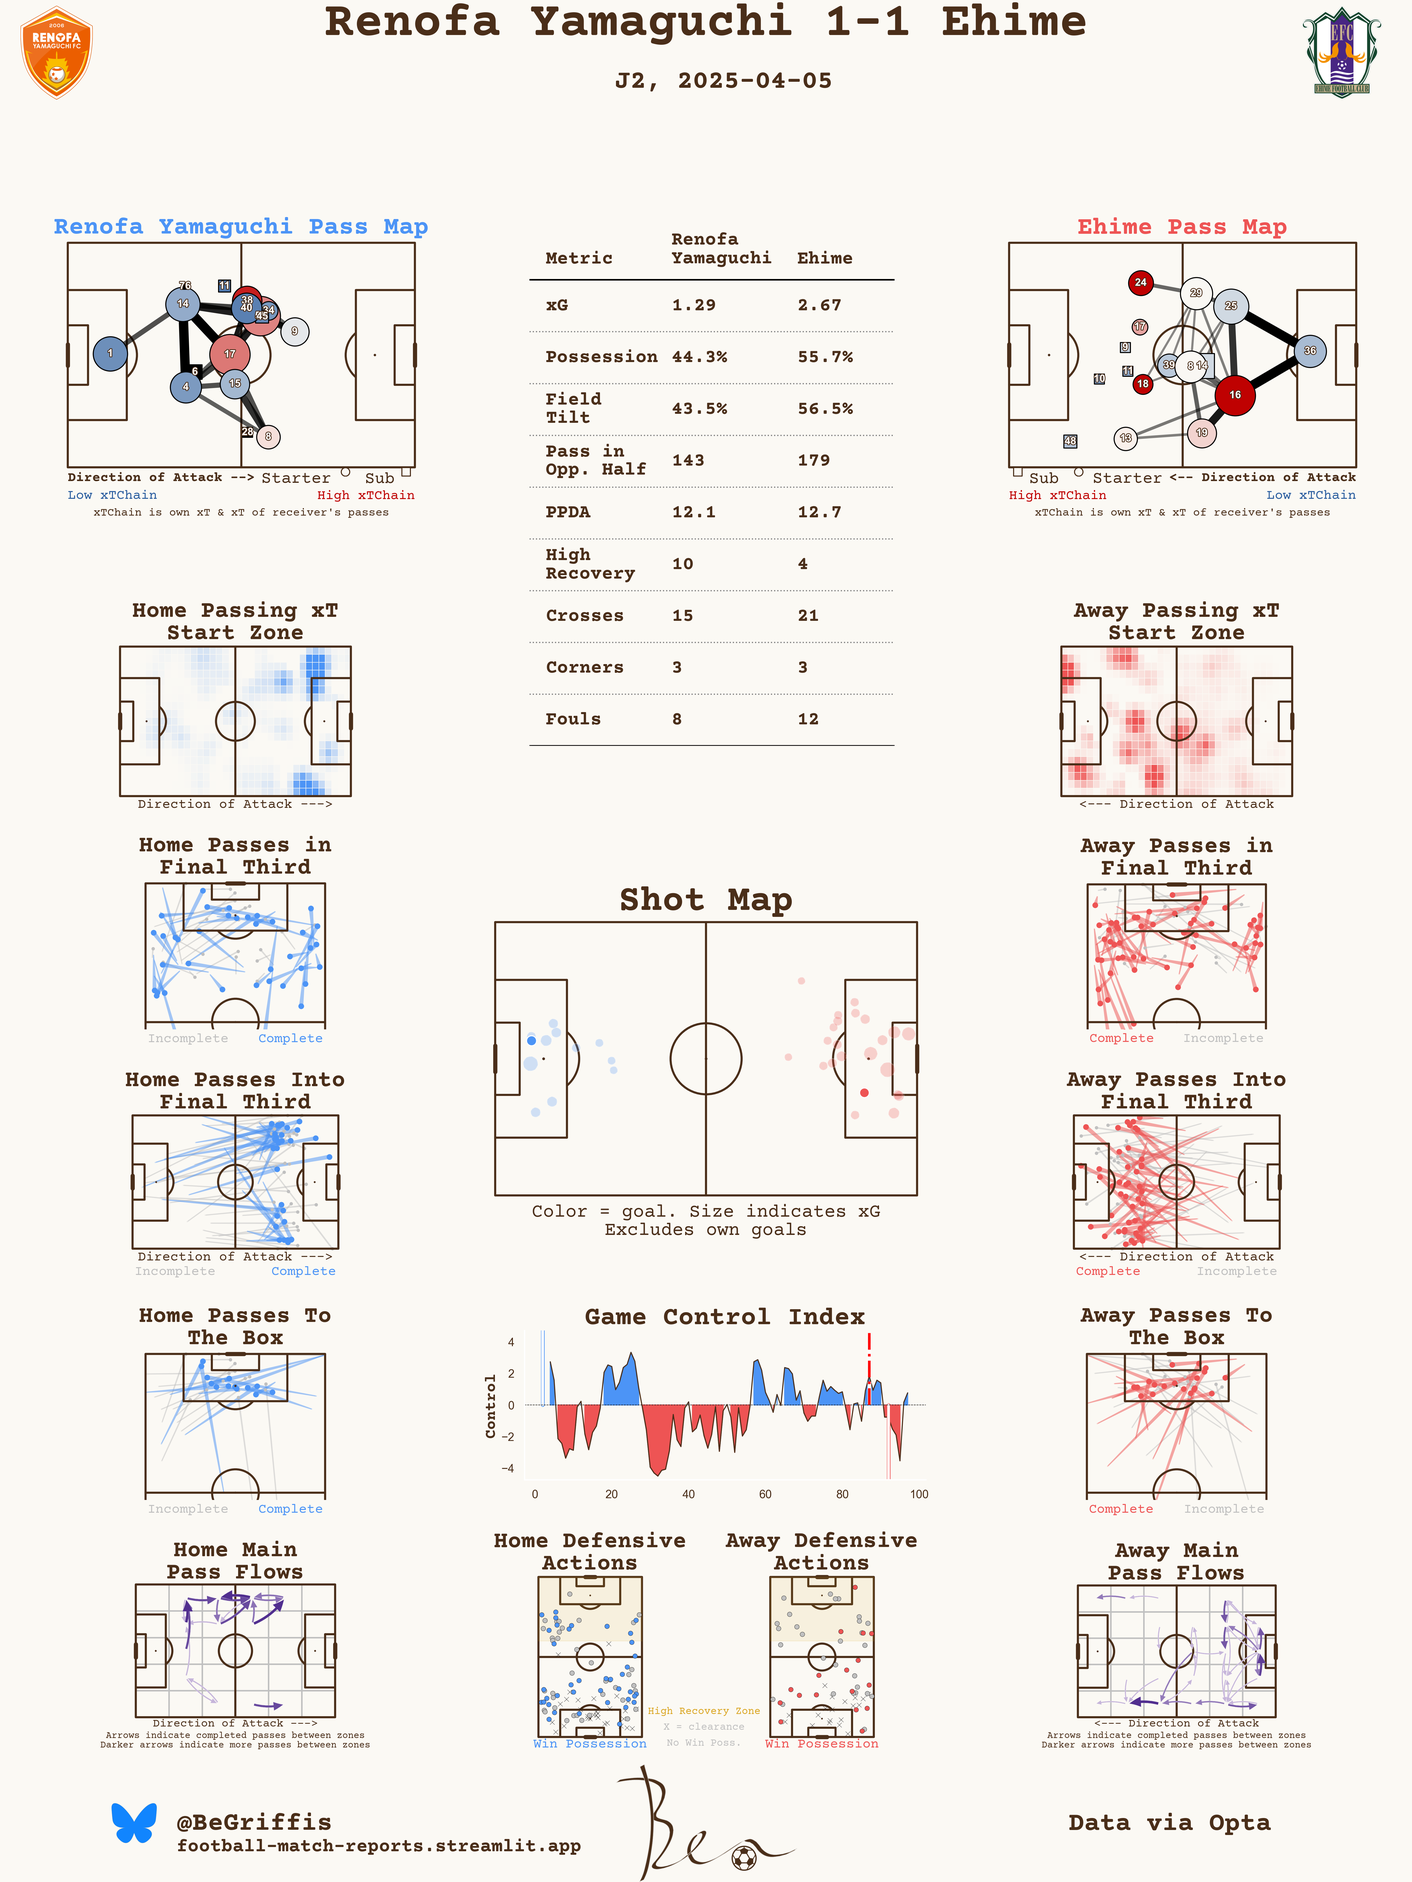 Renofa Yamaguchi 1-1 Ehime
J2, 2025-04-05
2006
RENOFA
YAMAGUCHI FC
EFC
EHIME FOOTBALL CLUB
Renofa Yamaguchi Pass Map
76
11
14
38
40
34
45
9
1
17
6
4
15
28
8
Direction of Attack --> Starter Sub
Low xTChain High xTChain
xTChain is own xT & xT of receiver's passes
Metric Renofa Yamaguchi Ehime
xG 1.29 2.67
Possession 44.3% 55.7%
Field Tilt 43.5% 56.5%
Pass in Opp. Half 143 179
PPDA 12.1 12.7
High Recovery 10 4
Crosses 15 21
Corners 3 3
Fouls 8 12
Ehime Pass Map
24
29
25
17
9
36
39
8
14
11
10
18
16
48
13
19
Sub Starter <-- Direction of Attack
High xTChain Low xTChain
xTChain is own xT & xT of receiver's passes
Home Passing xT
Start Zone
Direction of Attack --->
Away Passing xT
Start Zone
<--- Direction of Attack
Home Passes in
Final Third
Incomplete Complete
Away Passes in
Final Third
Complete Incomplete
Shot Map
Color = goal. Size indicates xG
Excludes own goals
Home Passes Into
Final Third
Direction of Attack --->
Incomplete Complete
Away Passes Into
Final Third
<--- Direction of Attack
Complete Incomplete
Home Passes To
The Box
Incomplete Complete
Game Control Index
Control
4
2
0
−2
−4
0 20 40 60 80 100
Away Passes To
The Box
Complete Incomplete
Home Main
Pass Flows
Direction of Attack --->
Arrows indicate completed passes between zones
Darker arrows indicate more passes between zones
Home Defensive
Actions
Win Possession
High Recovery Zone
X = clearance
No Win Poss.
Away Defensive
Actions
Win Possession
Away Main
Pass Flows
<--- Direction of Attack
Arrows indicate completed passes between zones
Darker arrows indicate more passes between zones
@BeGriffis
football-match-reports.streamlit.app
Ben
Data via Opta